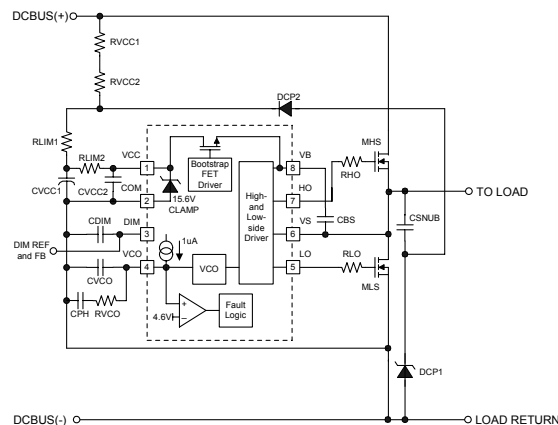 DCBUS(+)
RVCC1
RVCC2
DCP2
RLIM1
RLIM2
VCC
1
CVCC1
CVCC2
COM
2
15.6V
CLAMP
Bootstrap
FET
Driver
High-
and
Low-
side
Driver
VB
8
HO
7
VS
6
LO
5
MHS
RHO
CBS
TO LOAD
CSNUB
RLO
MLS
CDIM
DIM
3
DIM REF
and FB
VCO
4
1uA
VCO
CVCO
CPH
RVCO
4.6V
+
–
Fault
Logic
DCP1
DCBUS(-)
LOAD RETURN